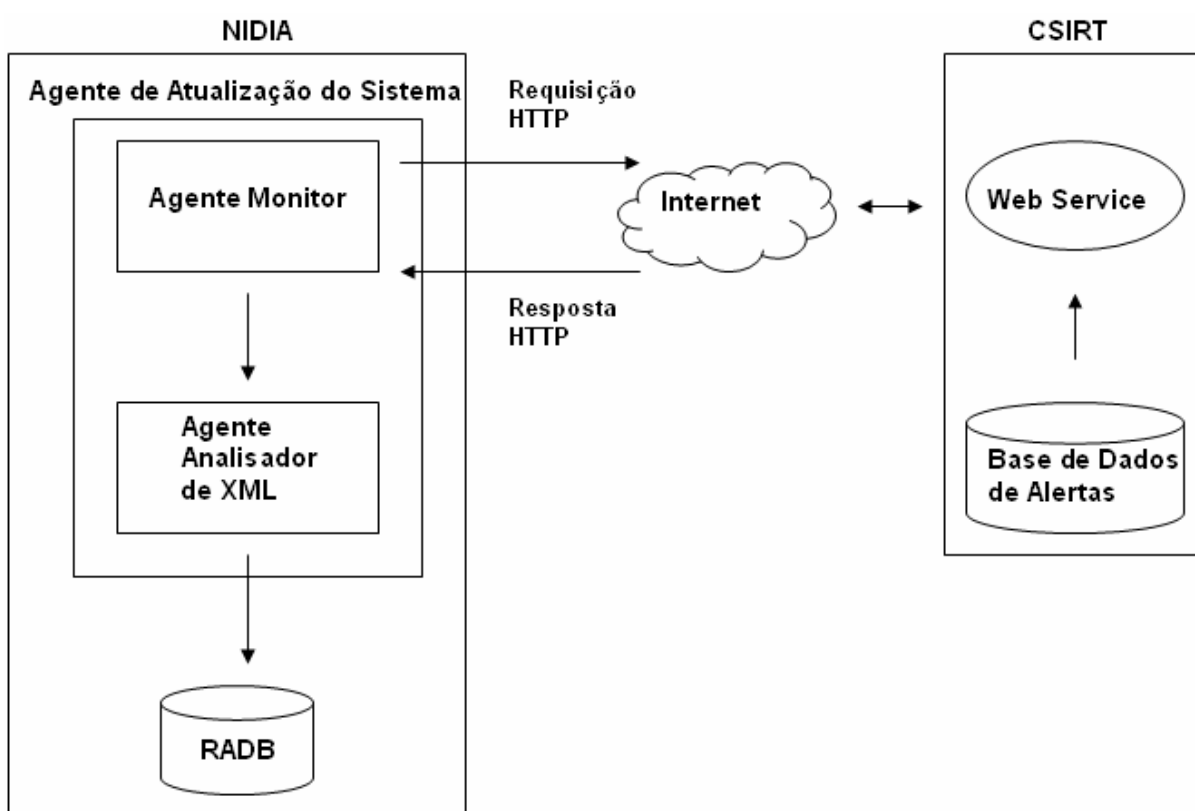 NIDIA
Agente de Atualização do Sistema
Agente Monitor
Agente
Analisador
de XML
RADB
Requisição
HTTP
Internet
Resposta
HTTP
CSIRT
Web Service
Base de Dados
de Alertas